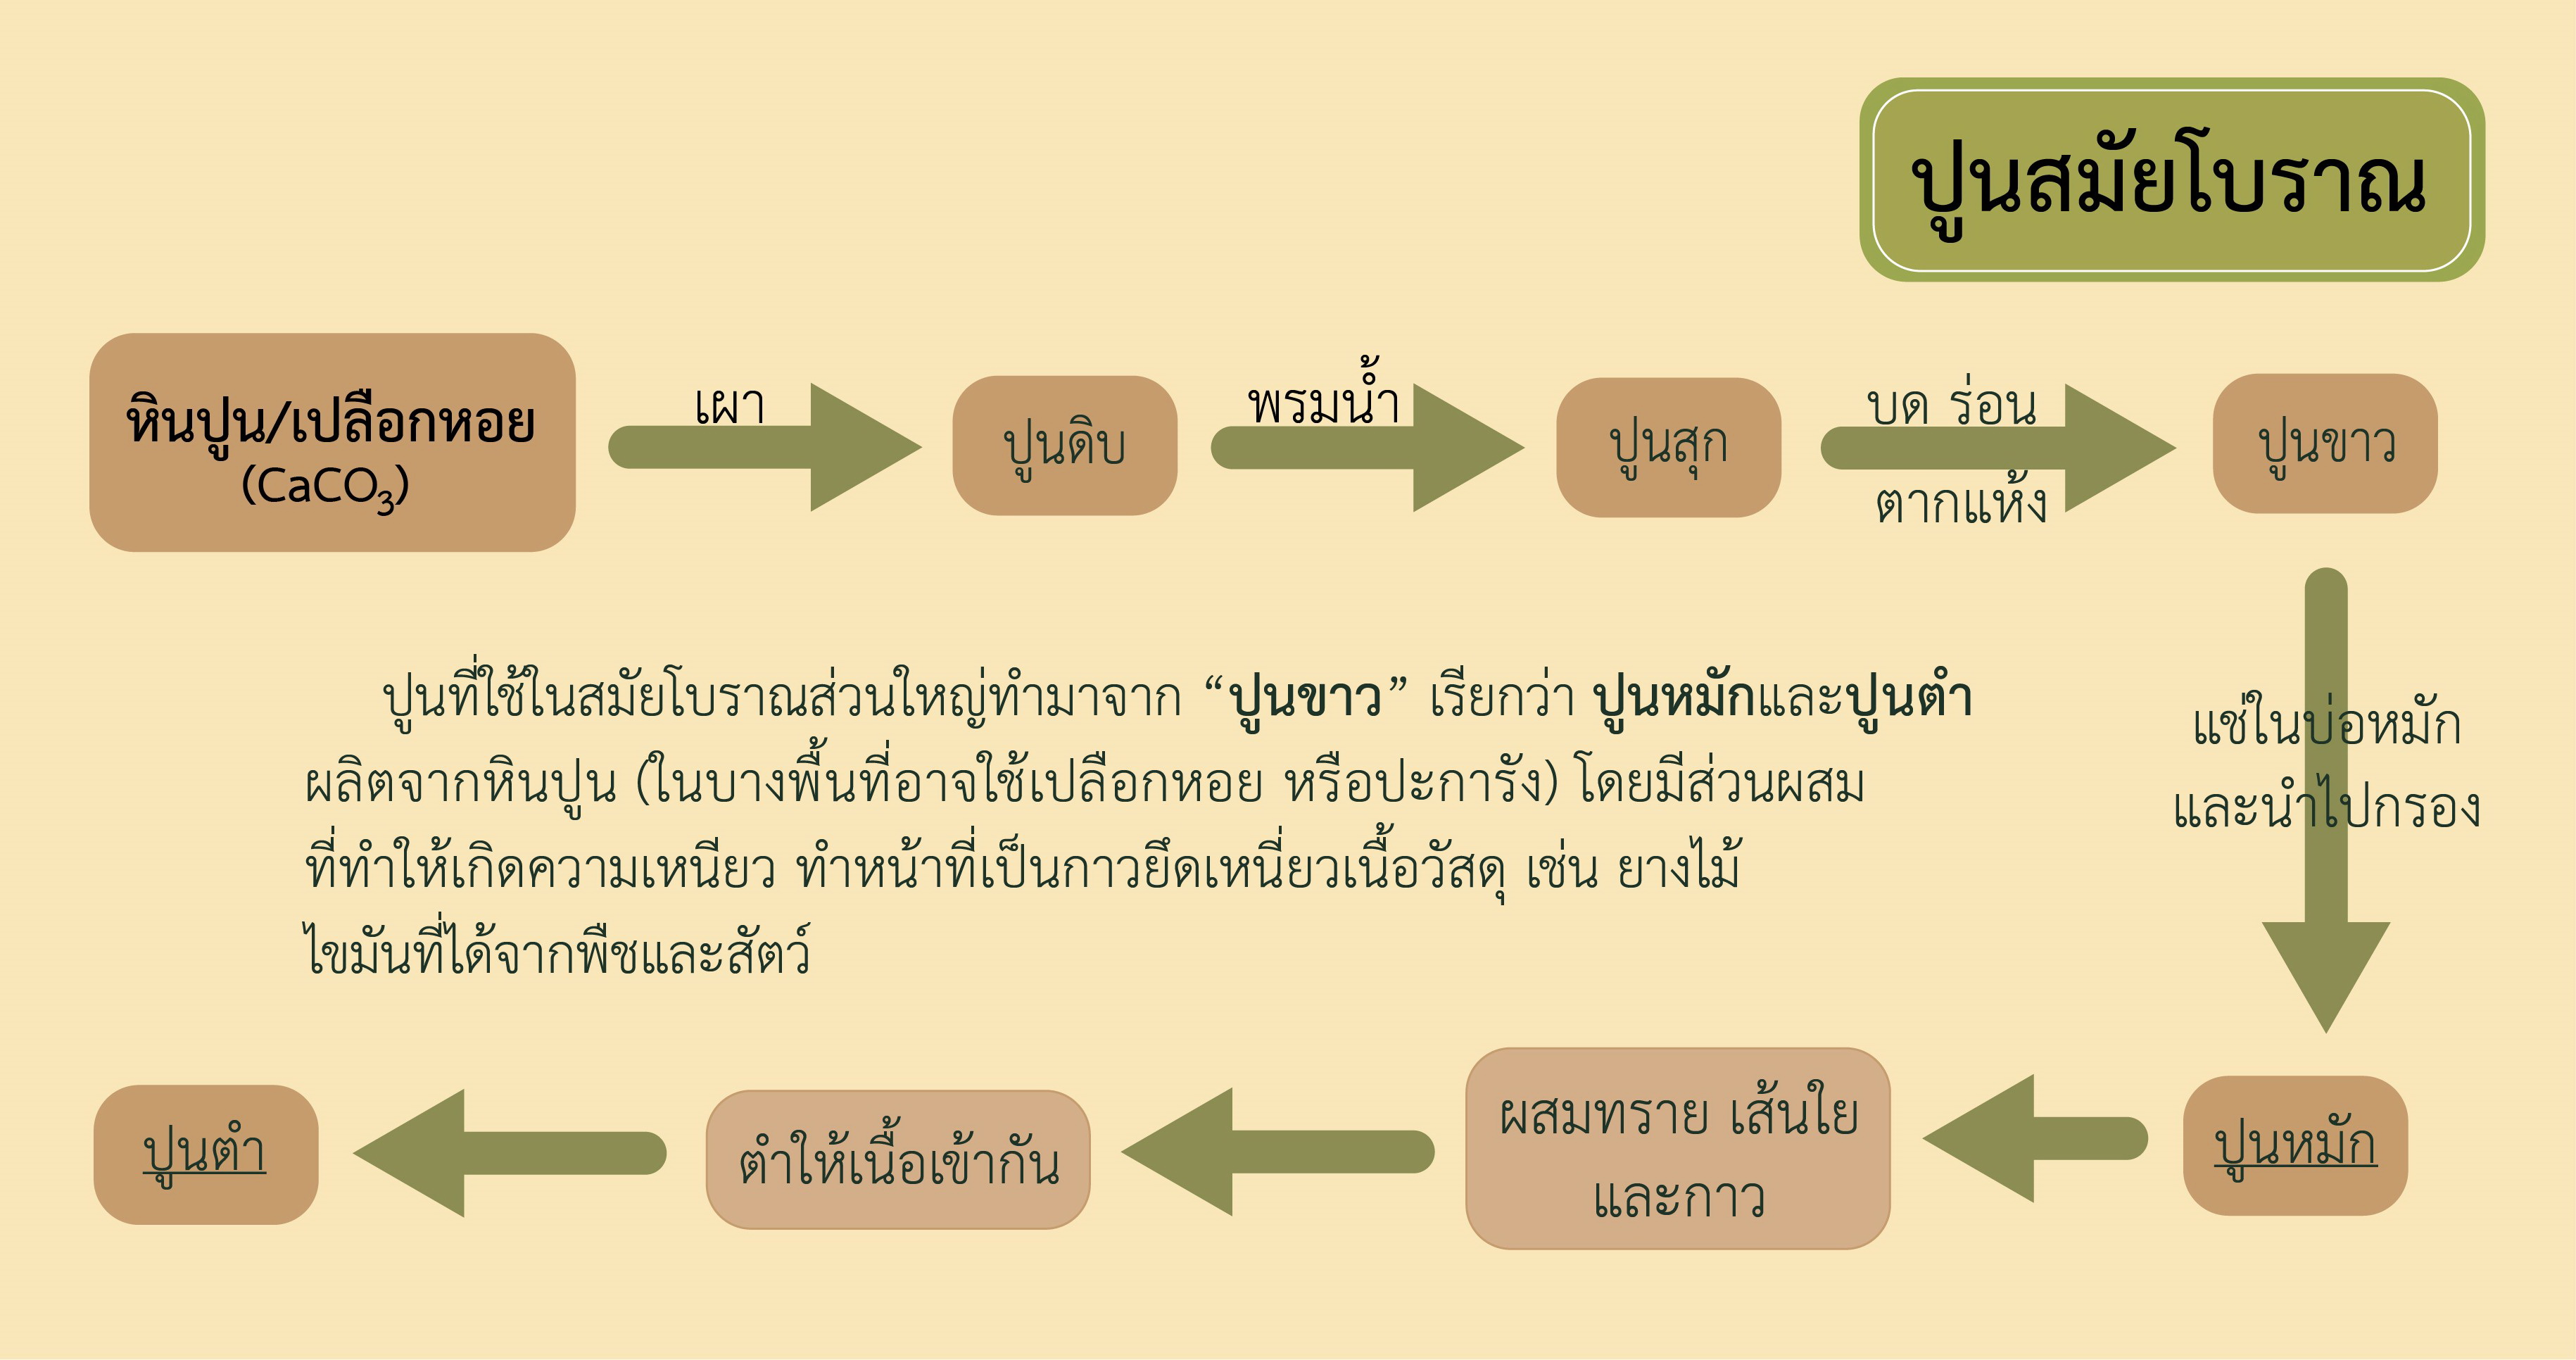 ปูนสมัยโบราณ
หินปูน/เปลือกหอย
(CaCO₃)
เผา
ปูนดิบ
พรมน้ำ
ปูนสุก
บด ร่อน
ตากแห้ง
ปูนขาว
แช่ในบ่อหมัก
และนำไปกรอง
ปูนที่ใช้ในสมัยโบราณส่วนใหญ่ทำมาจาก “ปูนขาว” เรียกว่า ปูนหมักและปูนตำ
ผลิตจากหินปูน (ในบางพื้นที่อาจใช้เปลือกหอย หรือปะการัง) โดยมีส่วนผสม
ที่ทำให้เกิดความเหนียว ทำหน้าที่เป็นกาวยึดเหนี่ยวเนื้อวัสดุ เช่น ยางไม้
ไขมันที่ได้จากพืชและสัตว์
ปูนหมัก
ผสมทราย เส้นใย
และกาว
ตำให้เนื้อเข้ากัน
ปูนตำ